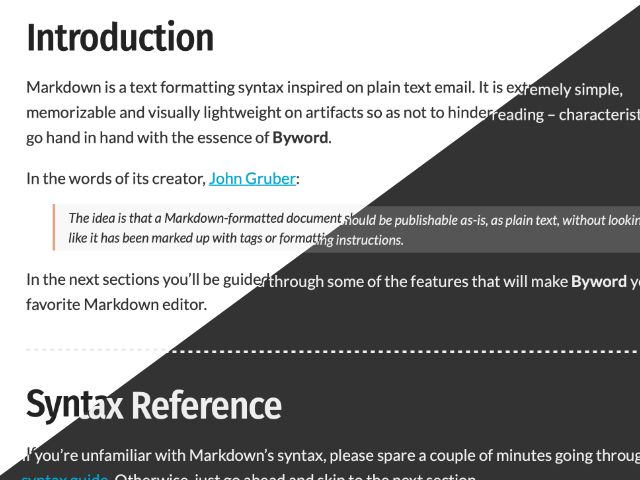 Introduction
Markdown is a text formatting syntax inspired on plain text email. It is extremely simple,
memorizable and visually lightweight on artifacts so as not to hinder reading – characterist
go hand in hand with the essence of Byword.
In the words of its creator, John Gruber:
The idea is that a Markdown-formatted document should be publishable as-is, as plain text, without lookin
like it has been marked up with tags or formatting instructions.
In the next sections you’ll be guided through some of the features that will make Byword yo
favorite Markdown editor.
Syntax Reference
If you’re unfamiliar with Markdown’s syntax, please spare a couple of minutes going throug
syntax guide. Otherwise, just go ahead and skip to the next section.